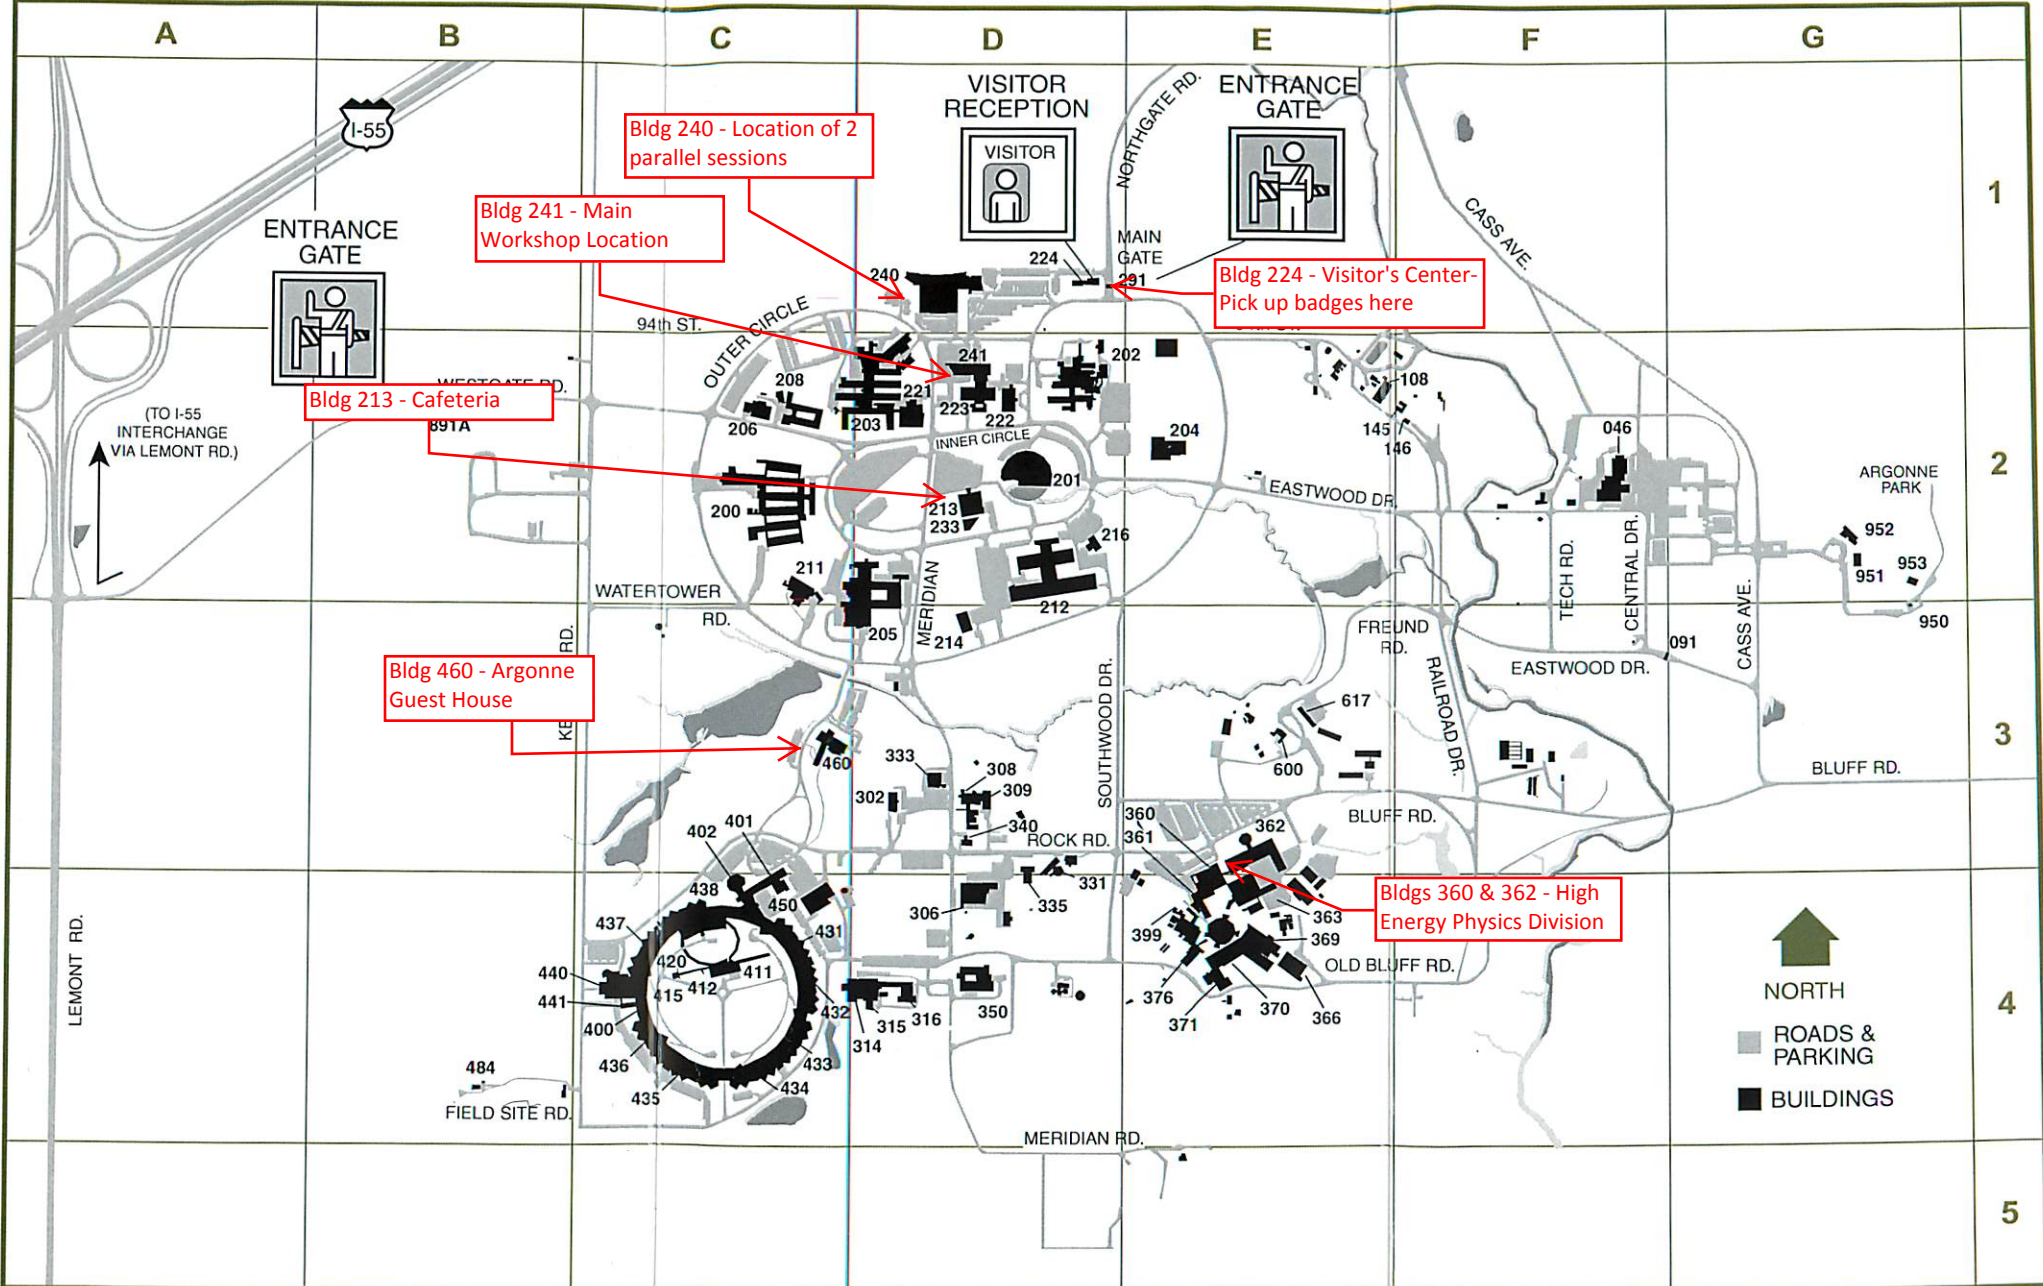 A
B
C
D
E
F
G
1
2
3
4
5
I-55
ENTRANCE
GATE
(TO I-55
INTERCHANGE
VIA LEMONT RD.)
VISITOR
RECEPTION
VISITOR
ENTRANCE
GATE
NORTHGATE RD.
MAIN
GATE
CASS AVE.
Bldg 240 - Location of 2
parallel sessions
Bldg 241 - Main
Workshop Location
Bldg 224 - Visitor's Center-
Pick up badges here
Bldg 213 - Cafeteria
Bldg 460 - Argonne
Guest House
Bldgs 360 & 362 - High
Energy Physics Division
240
224
291
94th ST.
OUTER CIRCLE
WESTGATE RD.
891A
208
206
221
203
241
223
222
202
INNER CIRCLE
204
201
108
145
146
046
200
213
233
216
EASTWOOD DR.
ARGONNE
PARK
952
951
953
950
TECH RD.
CENTRAL DR.
CASS AVE.
211
WATERTOWER
RD.
205
MERIDIAN
214
212
RD.
FREUND
RD.
RAILROAD DR.
EASTWOOD DR.
091
SOUTHWOOD DR.
617
600
460
333
302
308
309
340
ROCK RD.
BLUFF RD.
BLUFF RD.
360
361
362
402
401
438
450
437
431
440
441
400
420
415
412
411
432
436
435
434
433
306
335
331
399
363
369
376
371
370
366
OLD BLUFF RD.
314
315
316
350
484
FIELD SITE RD.
LEMONT RD.
MERIDIAN RD.
NORTH
ROADS &
PARKING
BUILDINGS